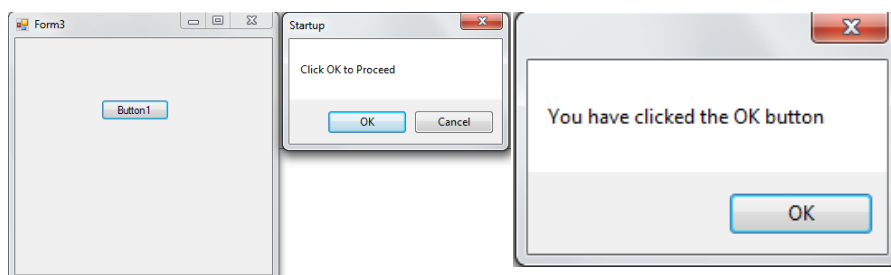 Form3
Button1
Startup
Click OK to Proceed
OK
Cancel
You have clicked the OK button
OK